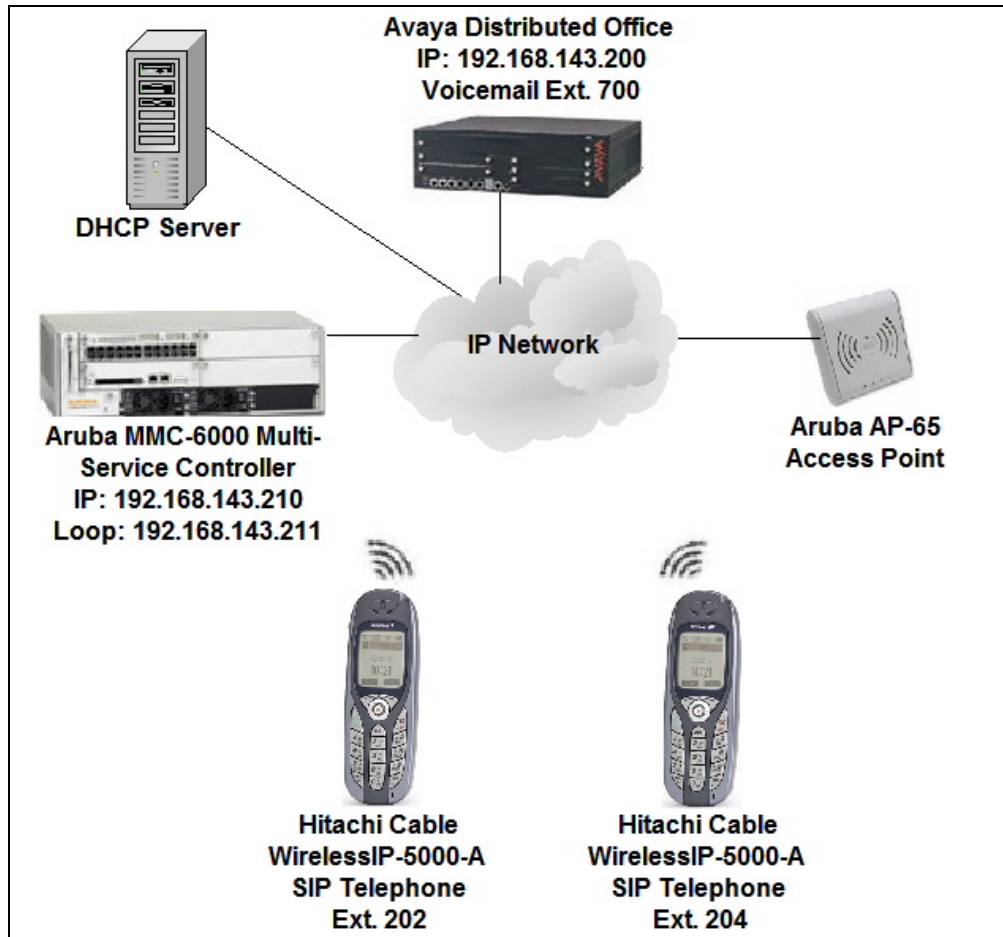 Avaya Distributed Office
IP: 192.168.143.200
Voicemail Ext. 700
AVAYA
DHCP Server
IP Network
Aruba MMC-6000 Multi-
Service Controller
IP: 192.168.143.210
Loop: 192.168.143.211
Aruba AP-65
Access Point
Hitachi Cable
WirelessIP-5000-A
SIP Telephone
Ext. 202
Hitachi Cable
WirelessIP-5000-A
SIP Telephone
Ext. 204